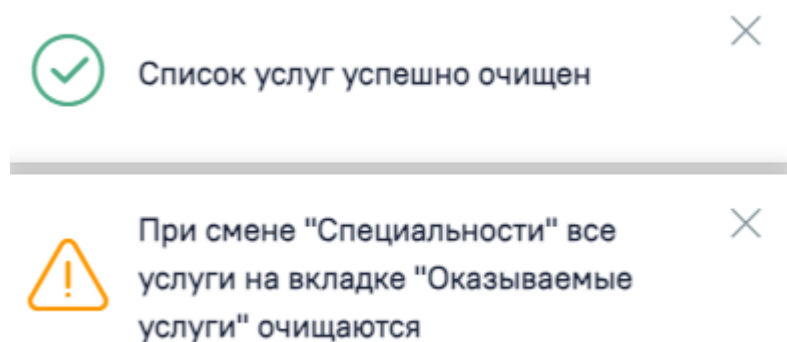 Список услуг успешно очищен
При смене "Специальности" все
услуги на вкладке "Оказываемые
услуги" очищаются